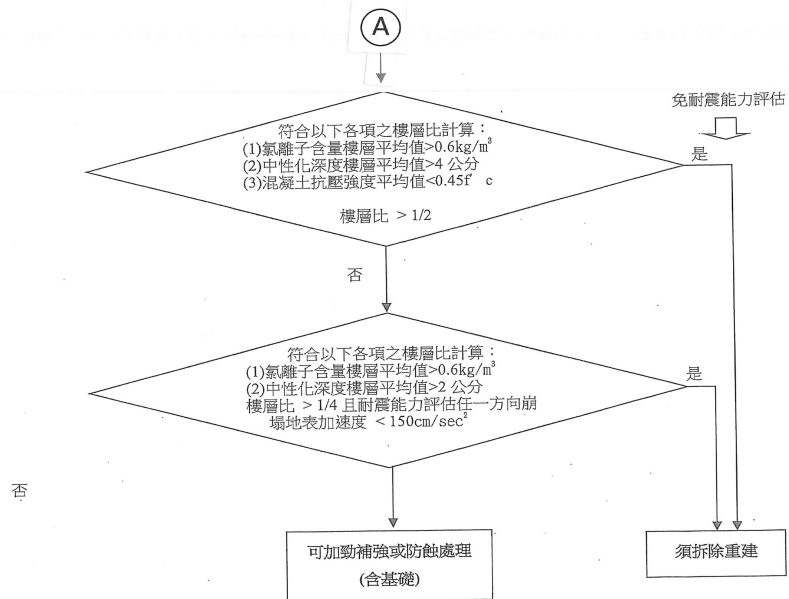 A
免耐震能力評估
符合以下各項之樓層比計算：
(1)氯離子含量樓層平均值>0.6kg/m³
(2)中性化深度樓層平均值>4 公分
(3)混凝土抗壓強度平均值<0.45f' c
樓層比 > 1/2
是
否
符合以下各項之樓層比計算：
(1)氯離子含量樓層平均值>0.6kg/m³
(2)中性化深度樓層平均值>2 公分
樓層比 > 1/4 且耐震能力評估任一方向崩
塌地表加速度 < 150cm/sec²
是
否
可加勁補強或防蝕處理
(含基礎)
須拆除重建